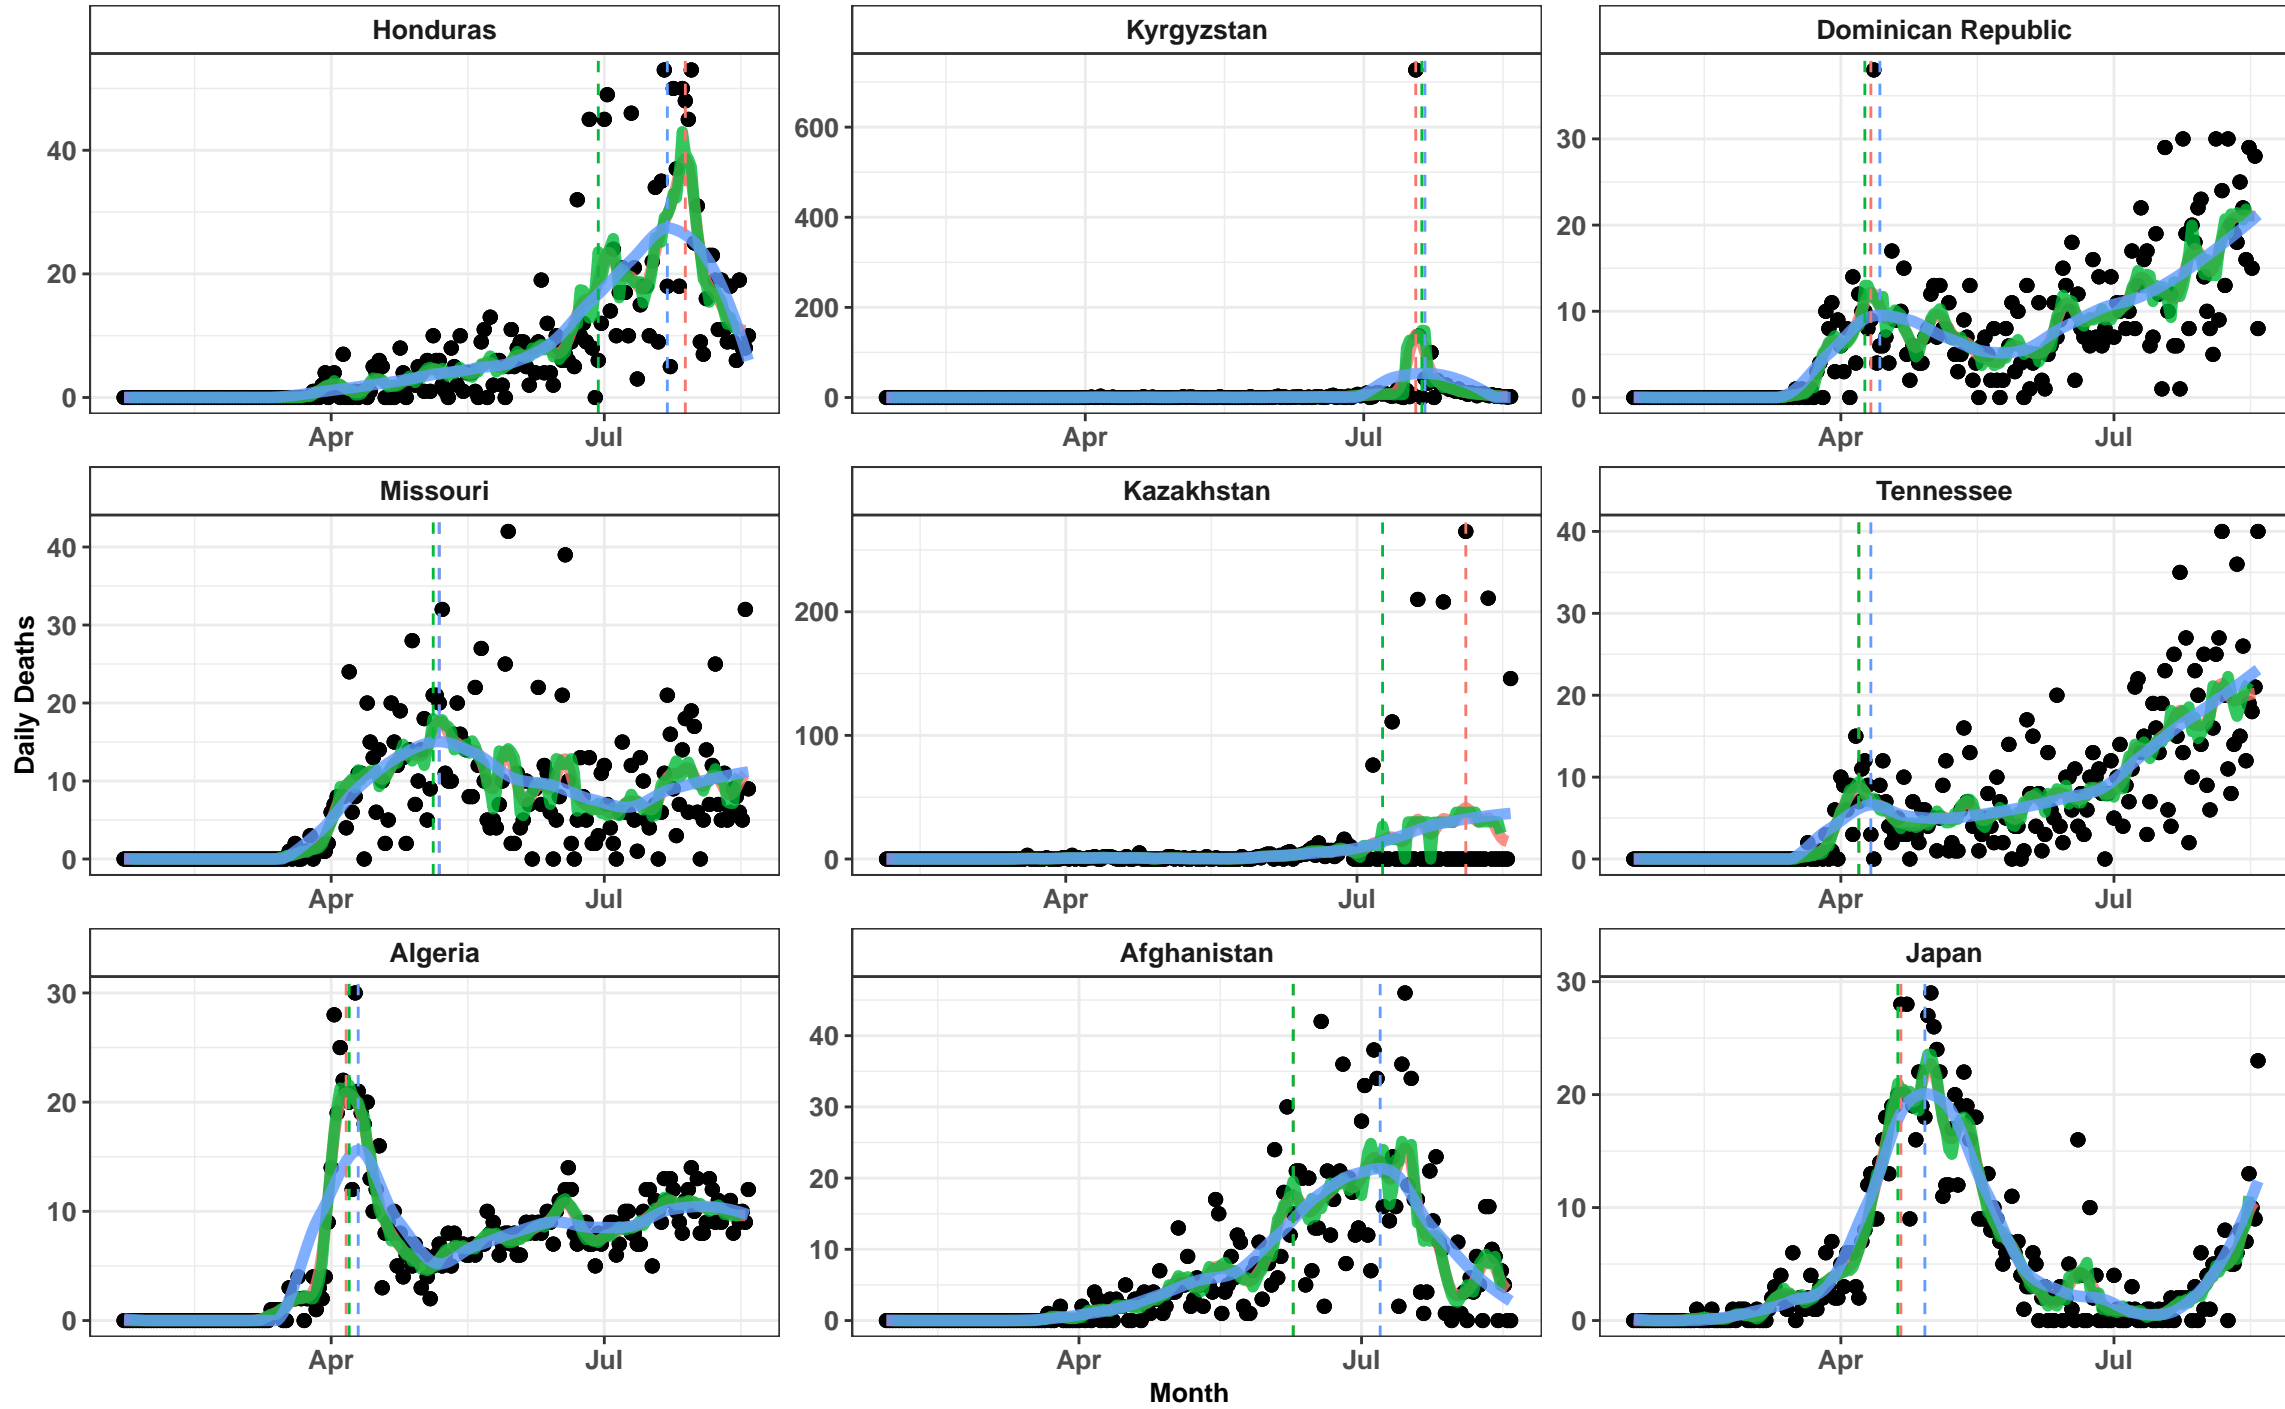 Honduras
Kyrgyzstan
Dominican Republic
40
20
0
Apr
Jul
600
400
200
0
Apr
Jul
30
20
10
0
Apr
Jul
Missouri
Kazakhstan
Tennessee
Daily Deaths
40
30
20
10
0
Apr
Jul
200
100
0
Apr
Jul
40
30
20
10
0
Apr
Jul
Algeria
Afghanistan
Japan
30
20
10
0
Apr
Jul
40
30
20
10
0
Apr
Jul
30
20
10
0
Apr
Jul
Month